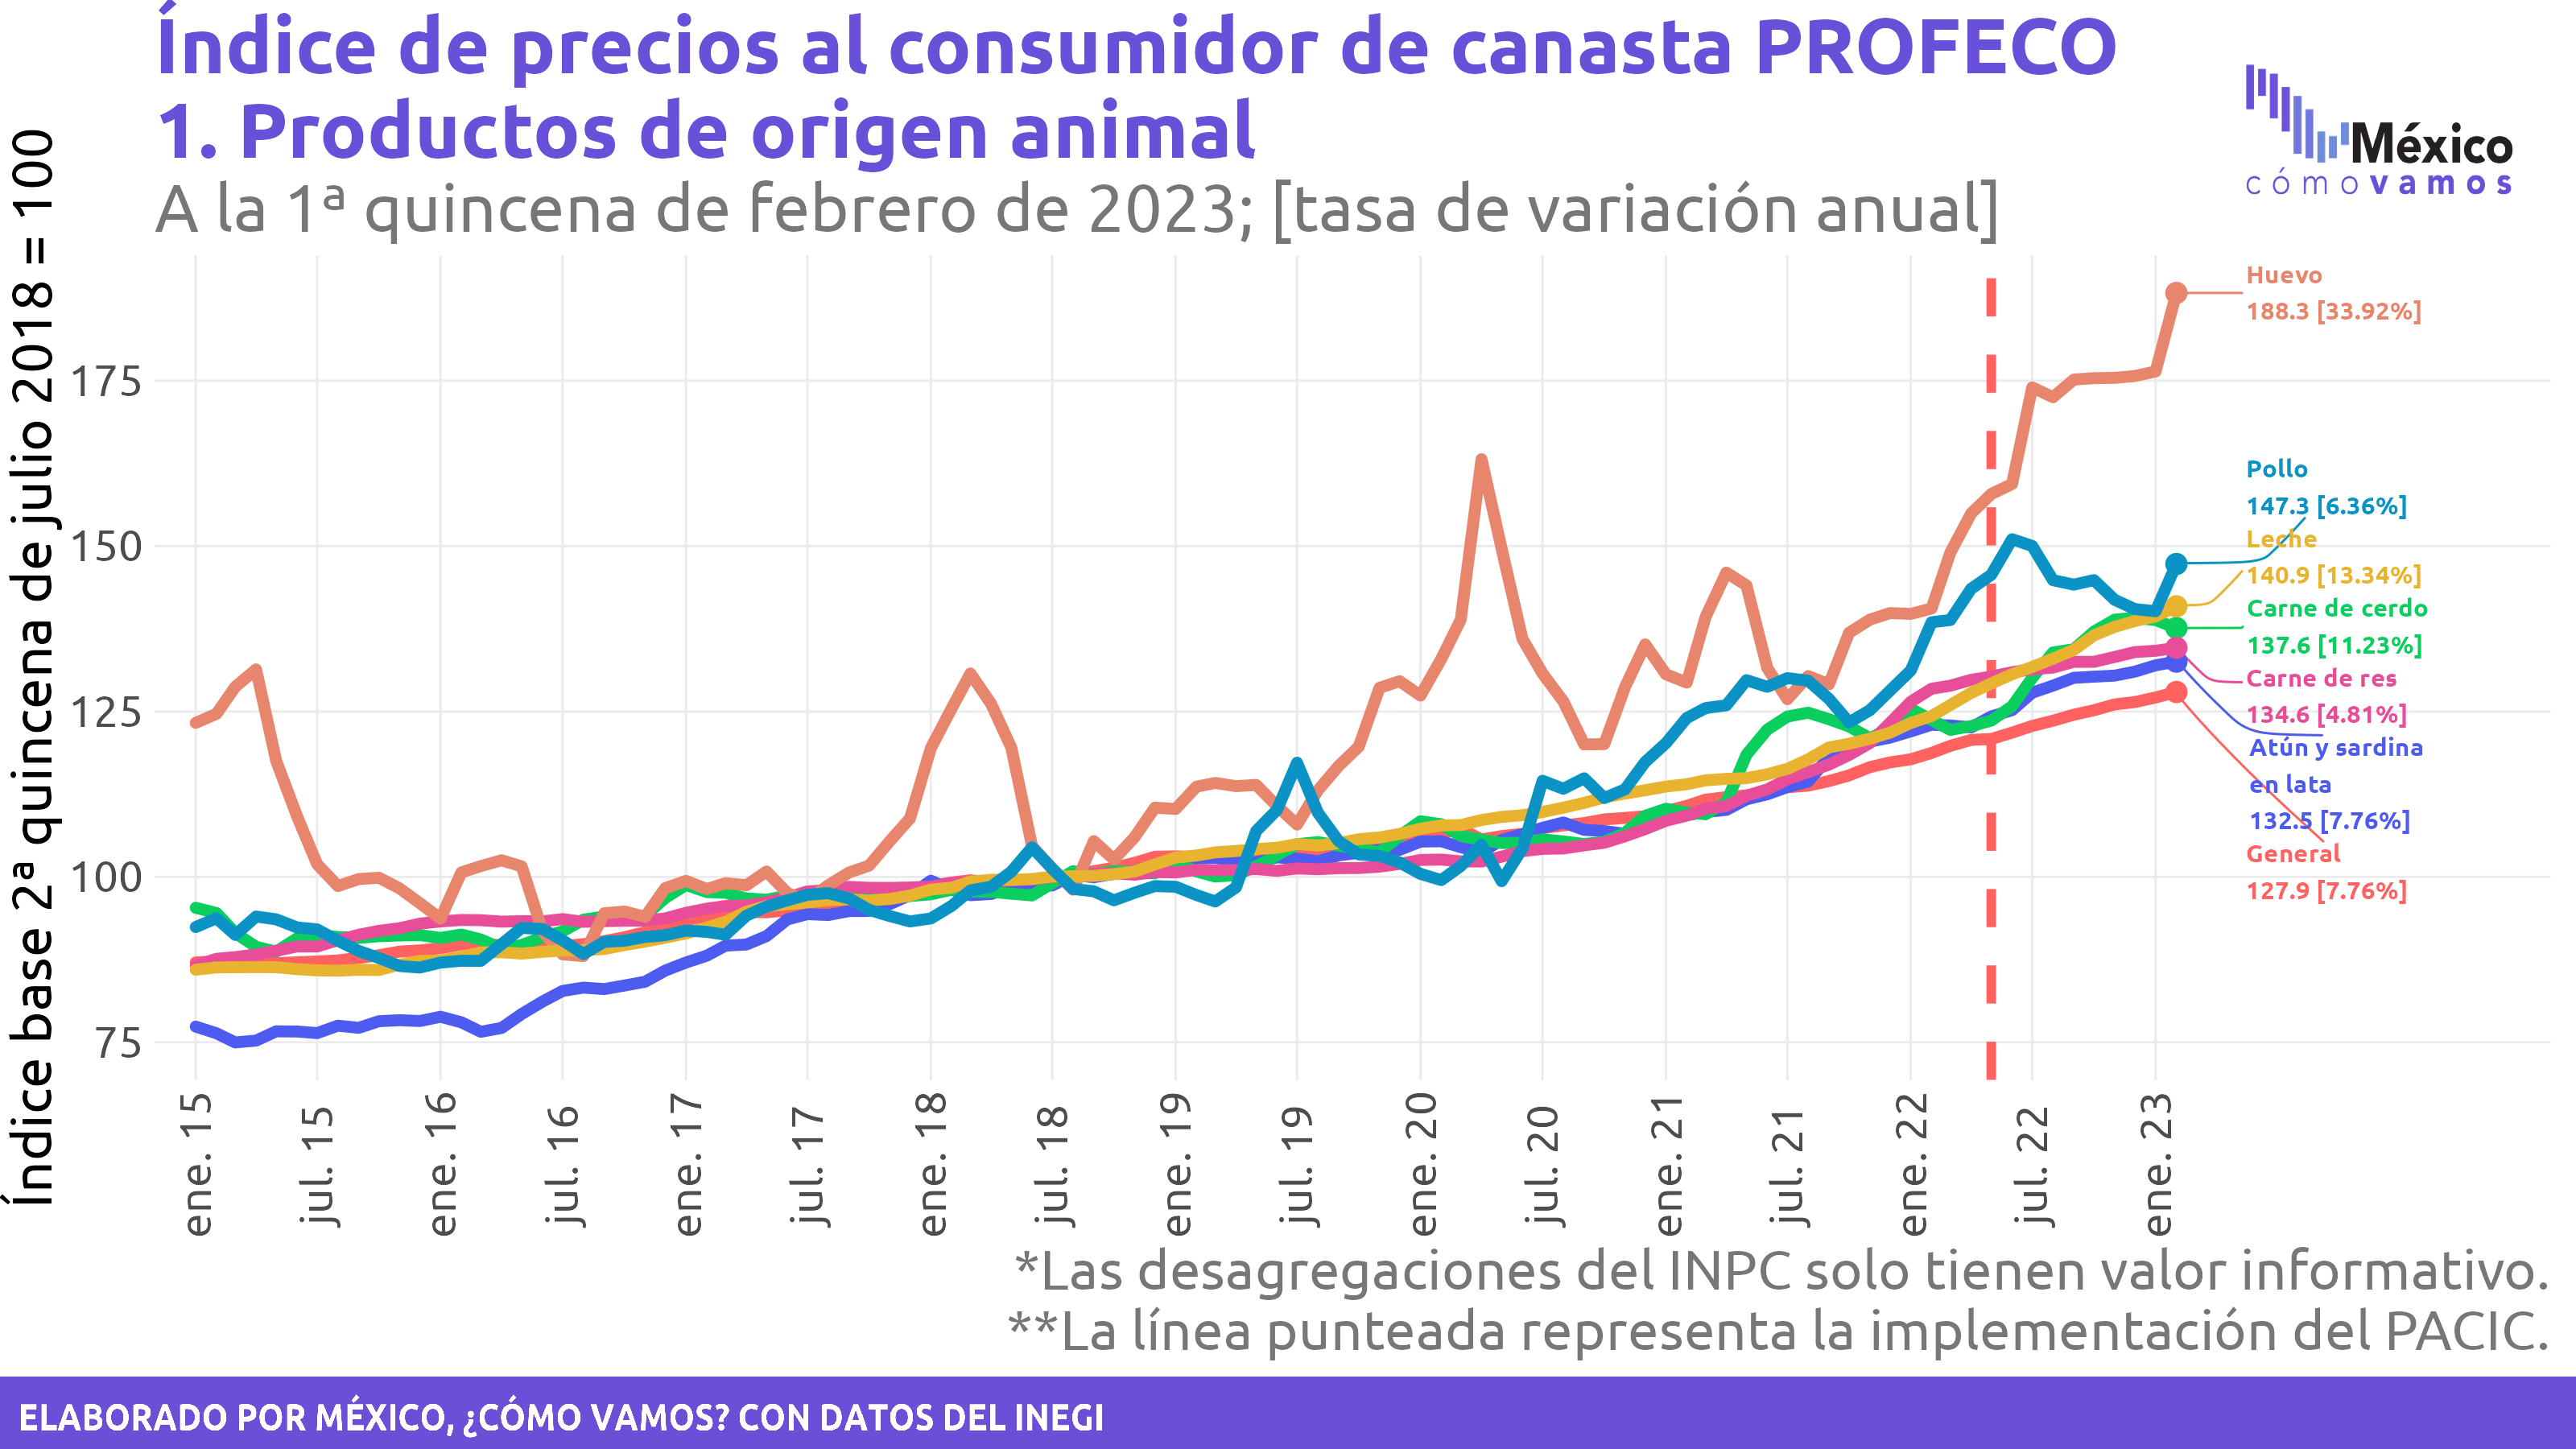 Índice de precios al consumidor de canasta PROFECO
1. Productos de origen animal
A la 1ª quincena de febrero de 2023; [tasa de variación anual]
México
cómovamos
Índice base 2ª quincena de julio 2018 = 100
175
150
125
100
75
Huevo
188.3 [33.92%]
Pollo
147.3 [6.36%]
Leche
140.9 [13.34%]
Carne de cerdo
137.6 [11.23%]
Carne de res
134.6 [4.81%]
Atún y sardina
en lata
132.5 [7.76%]
General
127.9 [7.76%]
ene. 15
jul. 15
ene. 16
jul. 16
ene. 17
jul. 17
ene. 18
jul. 18
ene. 19
jul. 19
ene. 20
jul. 20
ene. 21
jul. 21
ene. 22
jul. 22
ene. 23
*Las desagregaciones del INPC solo tienen valor informativo.
**La línea punteada representa la implementación del PACIC.
ELABORADO POR MÉXICO, ¿CÓMO VAMOS? CON DATOS DEL INEGI